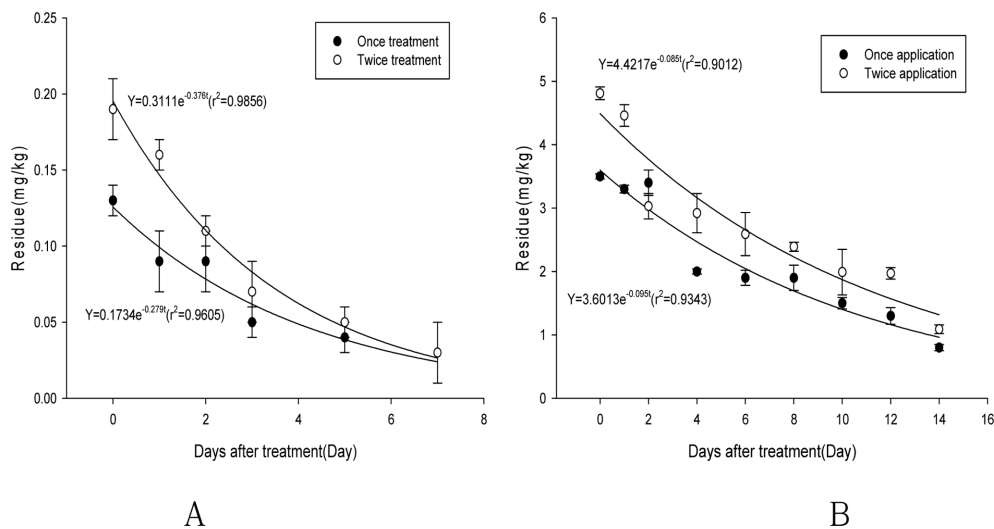 0.25
0.20
0.15
0.10
0.05
0.00
Residue(mg/kg)
Once treatment
Twice treatment
Y=0.3111e^-0.376t(r²=0.9856)
Y=0.1734e^-0.279t(r²=0.9605)
0 2 4 6 8
Days after treatment(Day)
A
6
5
4
3
2
1
0
Residue(mg/kg)
Once application
Twice application
Y=4.4217e^-0.085t(r²=0.9012)
Y=3.6013e^-0.095t(r²=0.9343)
0 2 4 6 8 10 12 14 16
Days after treatment(Day)
B